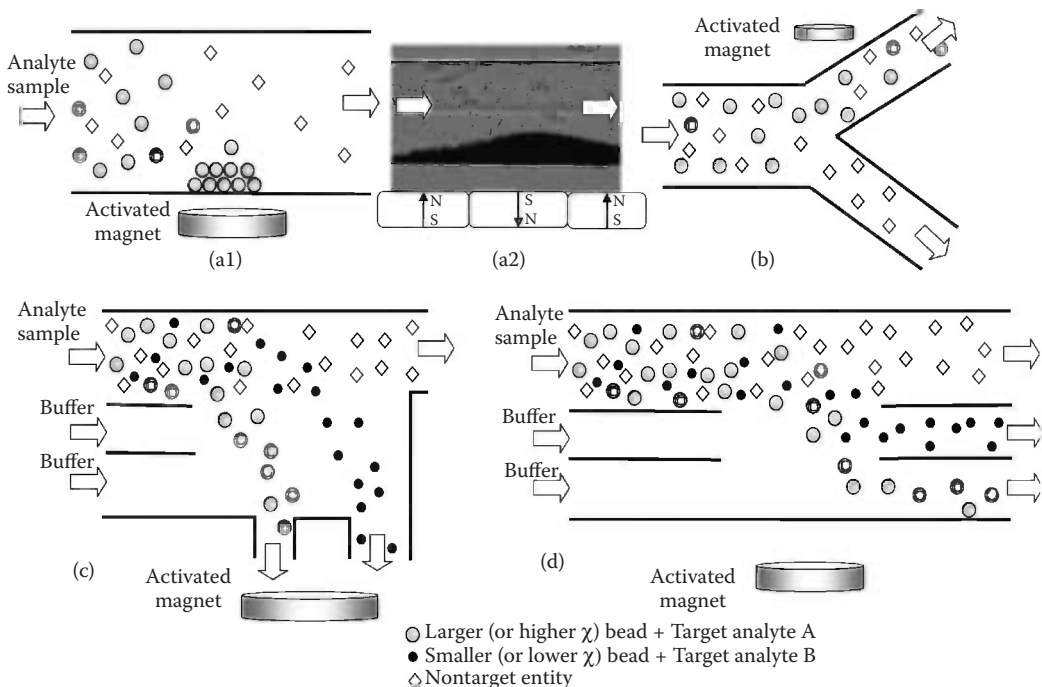 Analyte
sample
Activated
magnet
(a1)
N
S
S
N
N
S
(a2)
Activated
magnet
(b)
Analyte
sample
Buffer
Buffer
(c)
Activated
magnet
Analyte
sample
Buffer
Buffer
(d)
Activated
magnet
Larger (or higher χ) bead + Target analyte A
Smaller (or lower χ) bead + Target analyte B
Nontarget entity